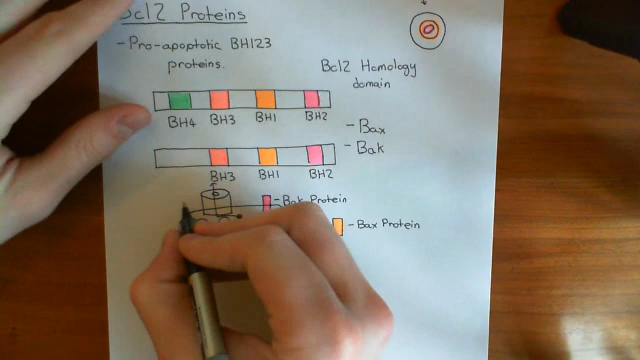 Bcl2 Proteins
- Pro-apoptotic BH123
proteins.
Bcl2 Homology
domain
BH4 BH3 BH1 BH2
- Bax
- Bak
BH3 BH1 BH2
- Bak Protein
- Bax Protein